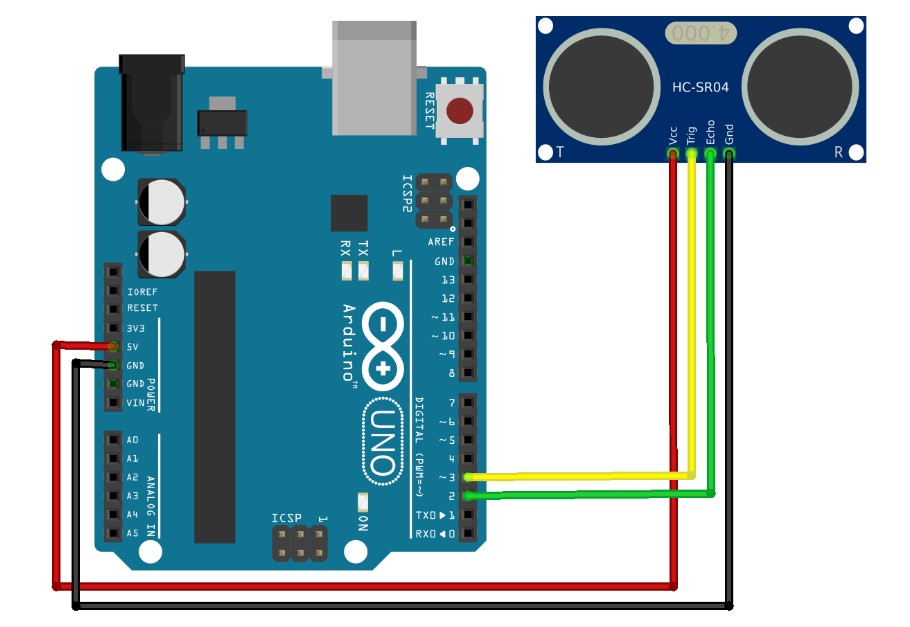 4.000
HC-SR04
Vcc
Trig
Echo
Gnd
T
R
RESET
ICSP2
AREF
GND
13
12
~11
~10
~9
8
7
~6
~5
4
~3
2
TX0▶1
RX0◀0
DIGITAL (PWM=~)
RX
TX
L
Arduino™
UNO
ON
ICSP
1
IOREF
RESET
3V3
5V
GND
GND
VIN
POWER
A0
A1
A2
A3
A4
A5
ANALOG IN